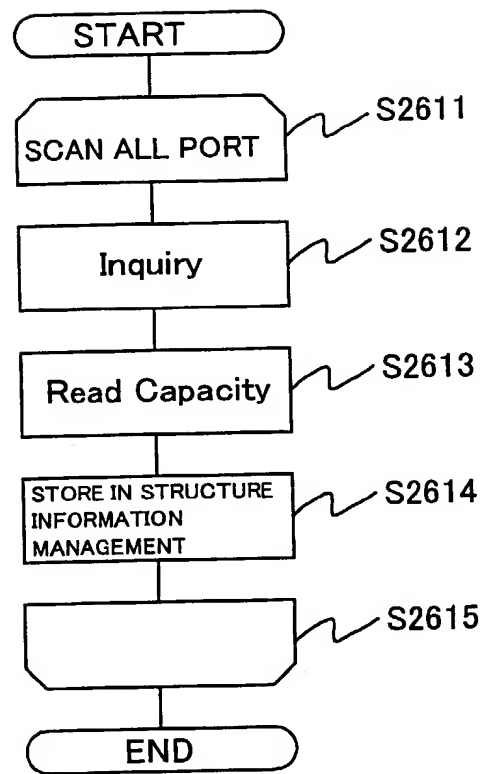 START
SCAN ALL PORT
S2611
Inquiry
S2612
Read Capacity
S2613
STORE IN STRUCTURE
INFORMATION
MANAGEMENT
S2614
S2615
END